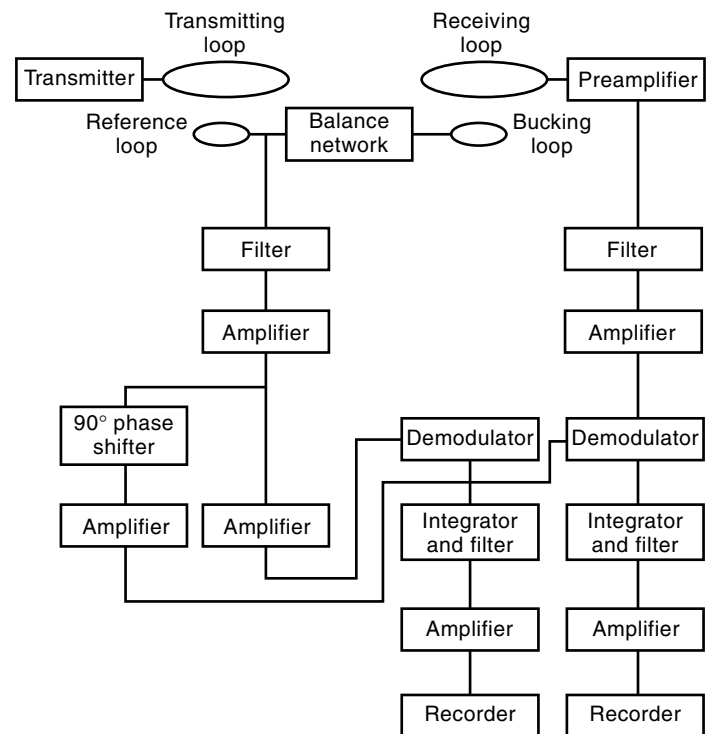 Transmitting
loop
Receiving
loop
Transmitter
Preamplifier
Reference
loop
Balance
network
Bucking
loop
Filter
Filter
Amplifier
Amplifier
90° phase
shifter
Demodulator
Demodulator
Amplifier
Amplifier
Integrator
and filter
Integrator
and filter
Amplifier
Amplifier
Recorder
Recorder